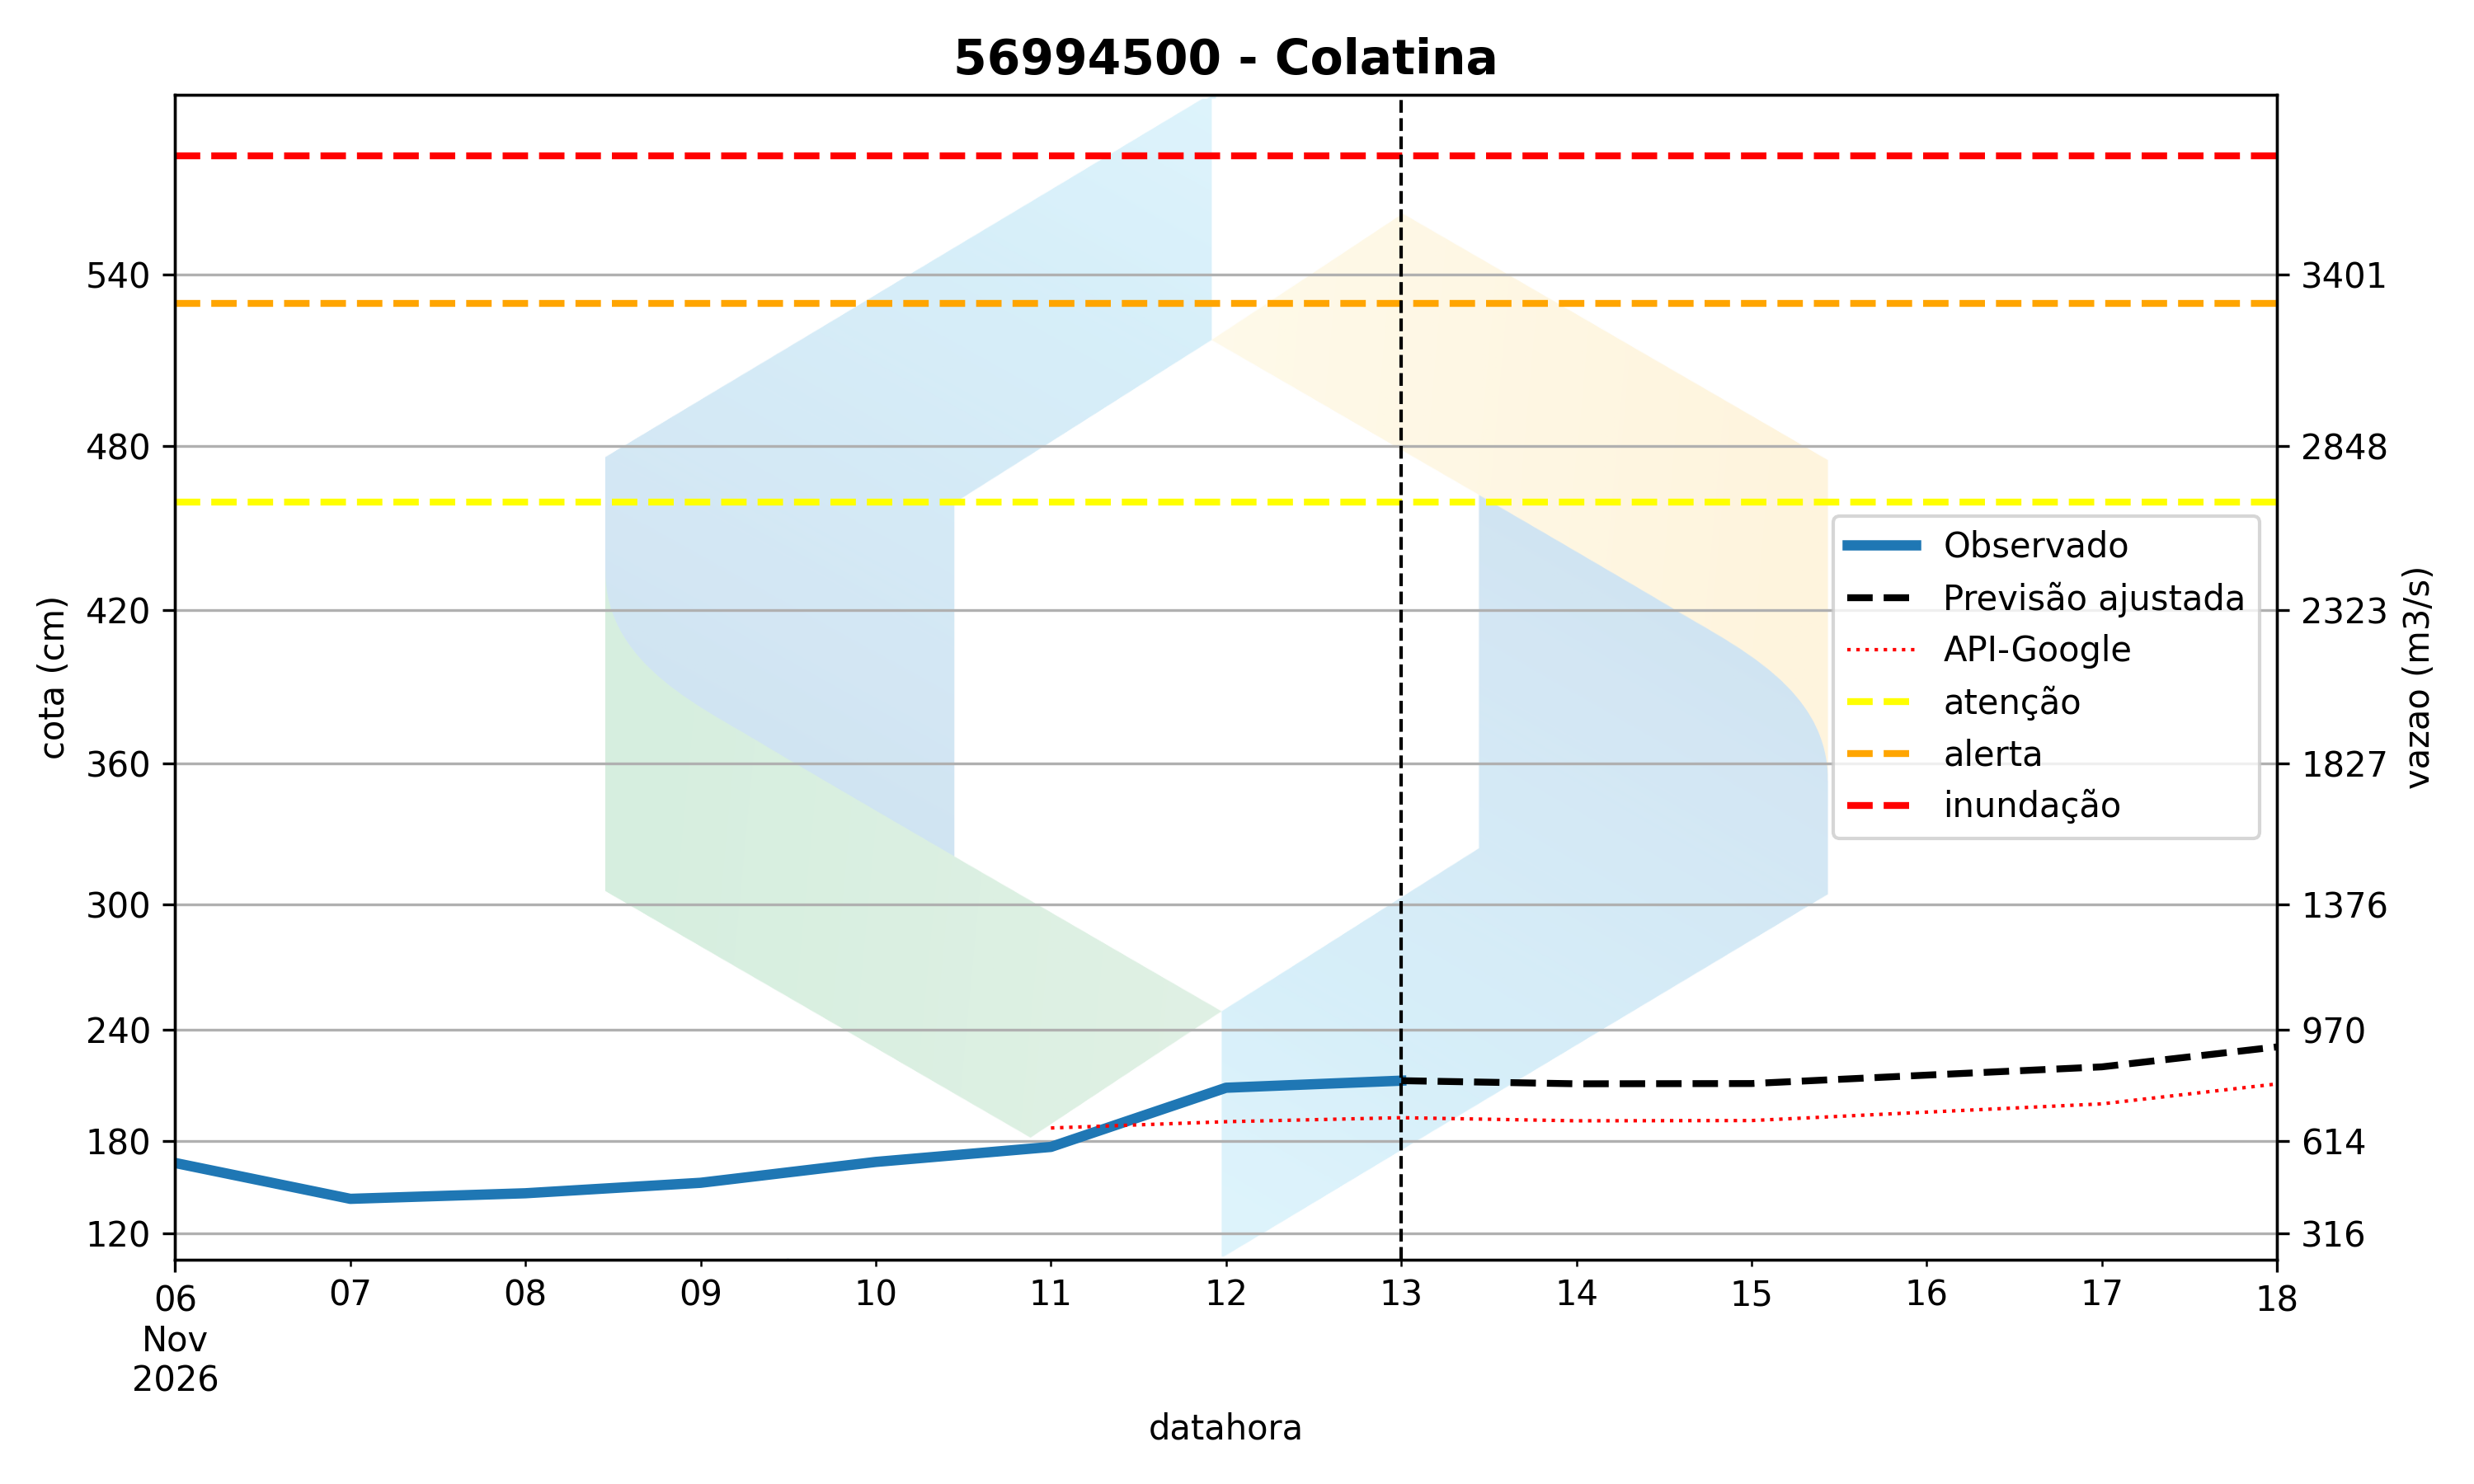 56994500 - Colatina
540
480
420
360
300
240
180
120
cota (cm)
3401
2848
2323
1827
1376
970
614
316
vazao (m3/s)
Observado
Previsão ajustada
API-Google
atenção
alerta
inundação
06 07 08 09 10 11 12 13 14 15 16 17 18
Nov
2026
datahora